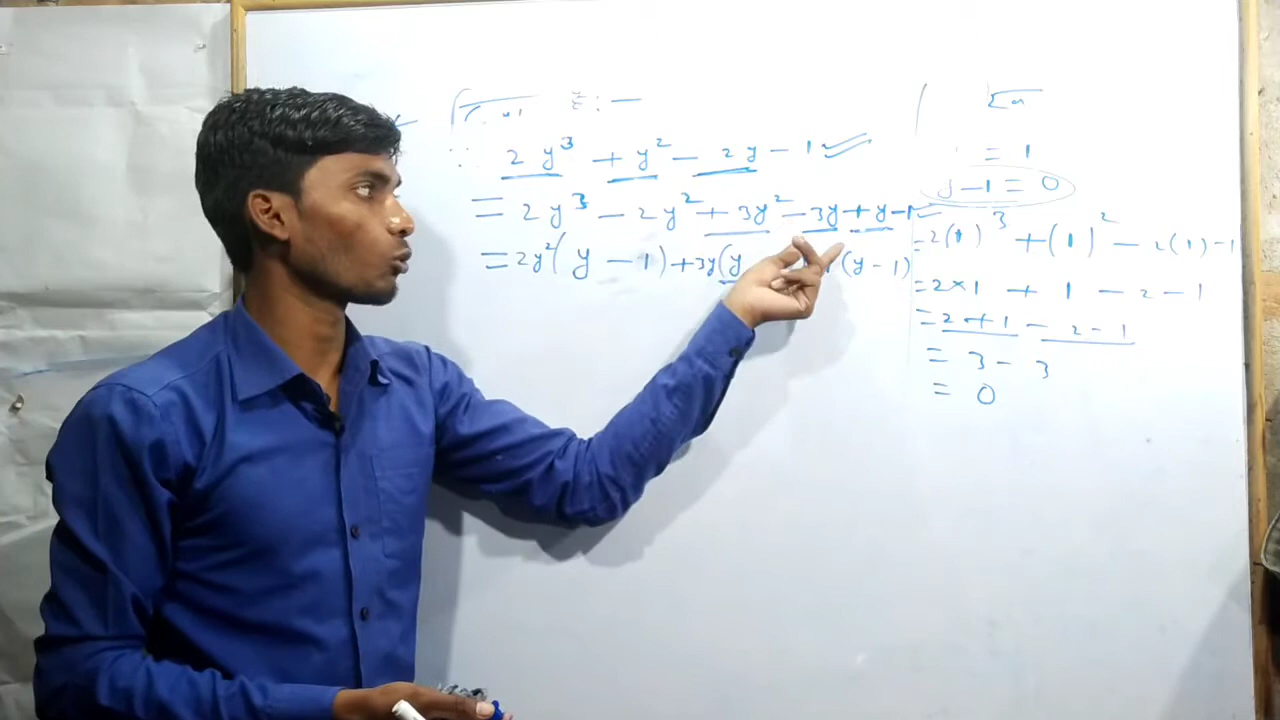 2y³ + y² - 2y - 1
= 2y³ - 2y² + 3y² - 3y + y - 1
= 2y²(y - 1) + 3y(y (y - 1)
= 1
y - 1 = 0
= 2(1)³ + (1)² - 2(1) - 1
= 2 × 1 + 1 - 2 - 1
= 2 + 1 - 2 - 1
= 3 - 3
= 0